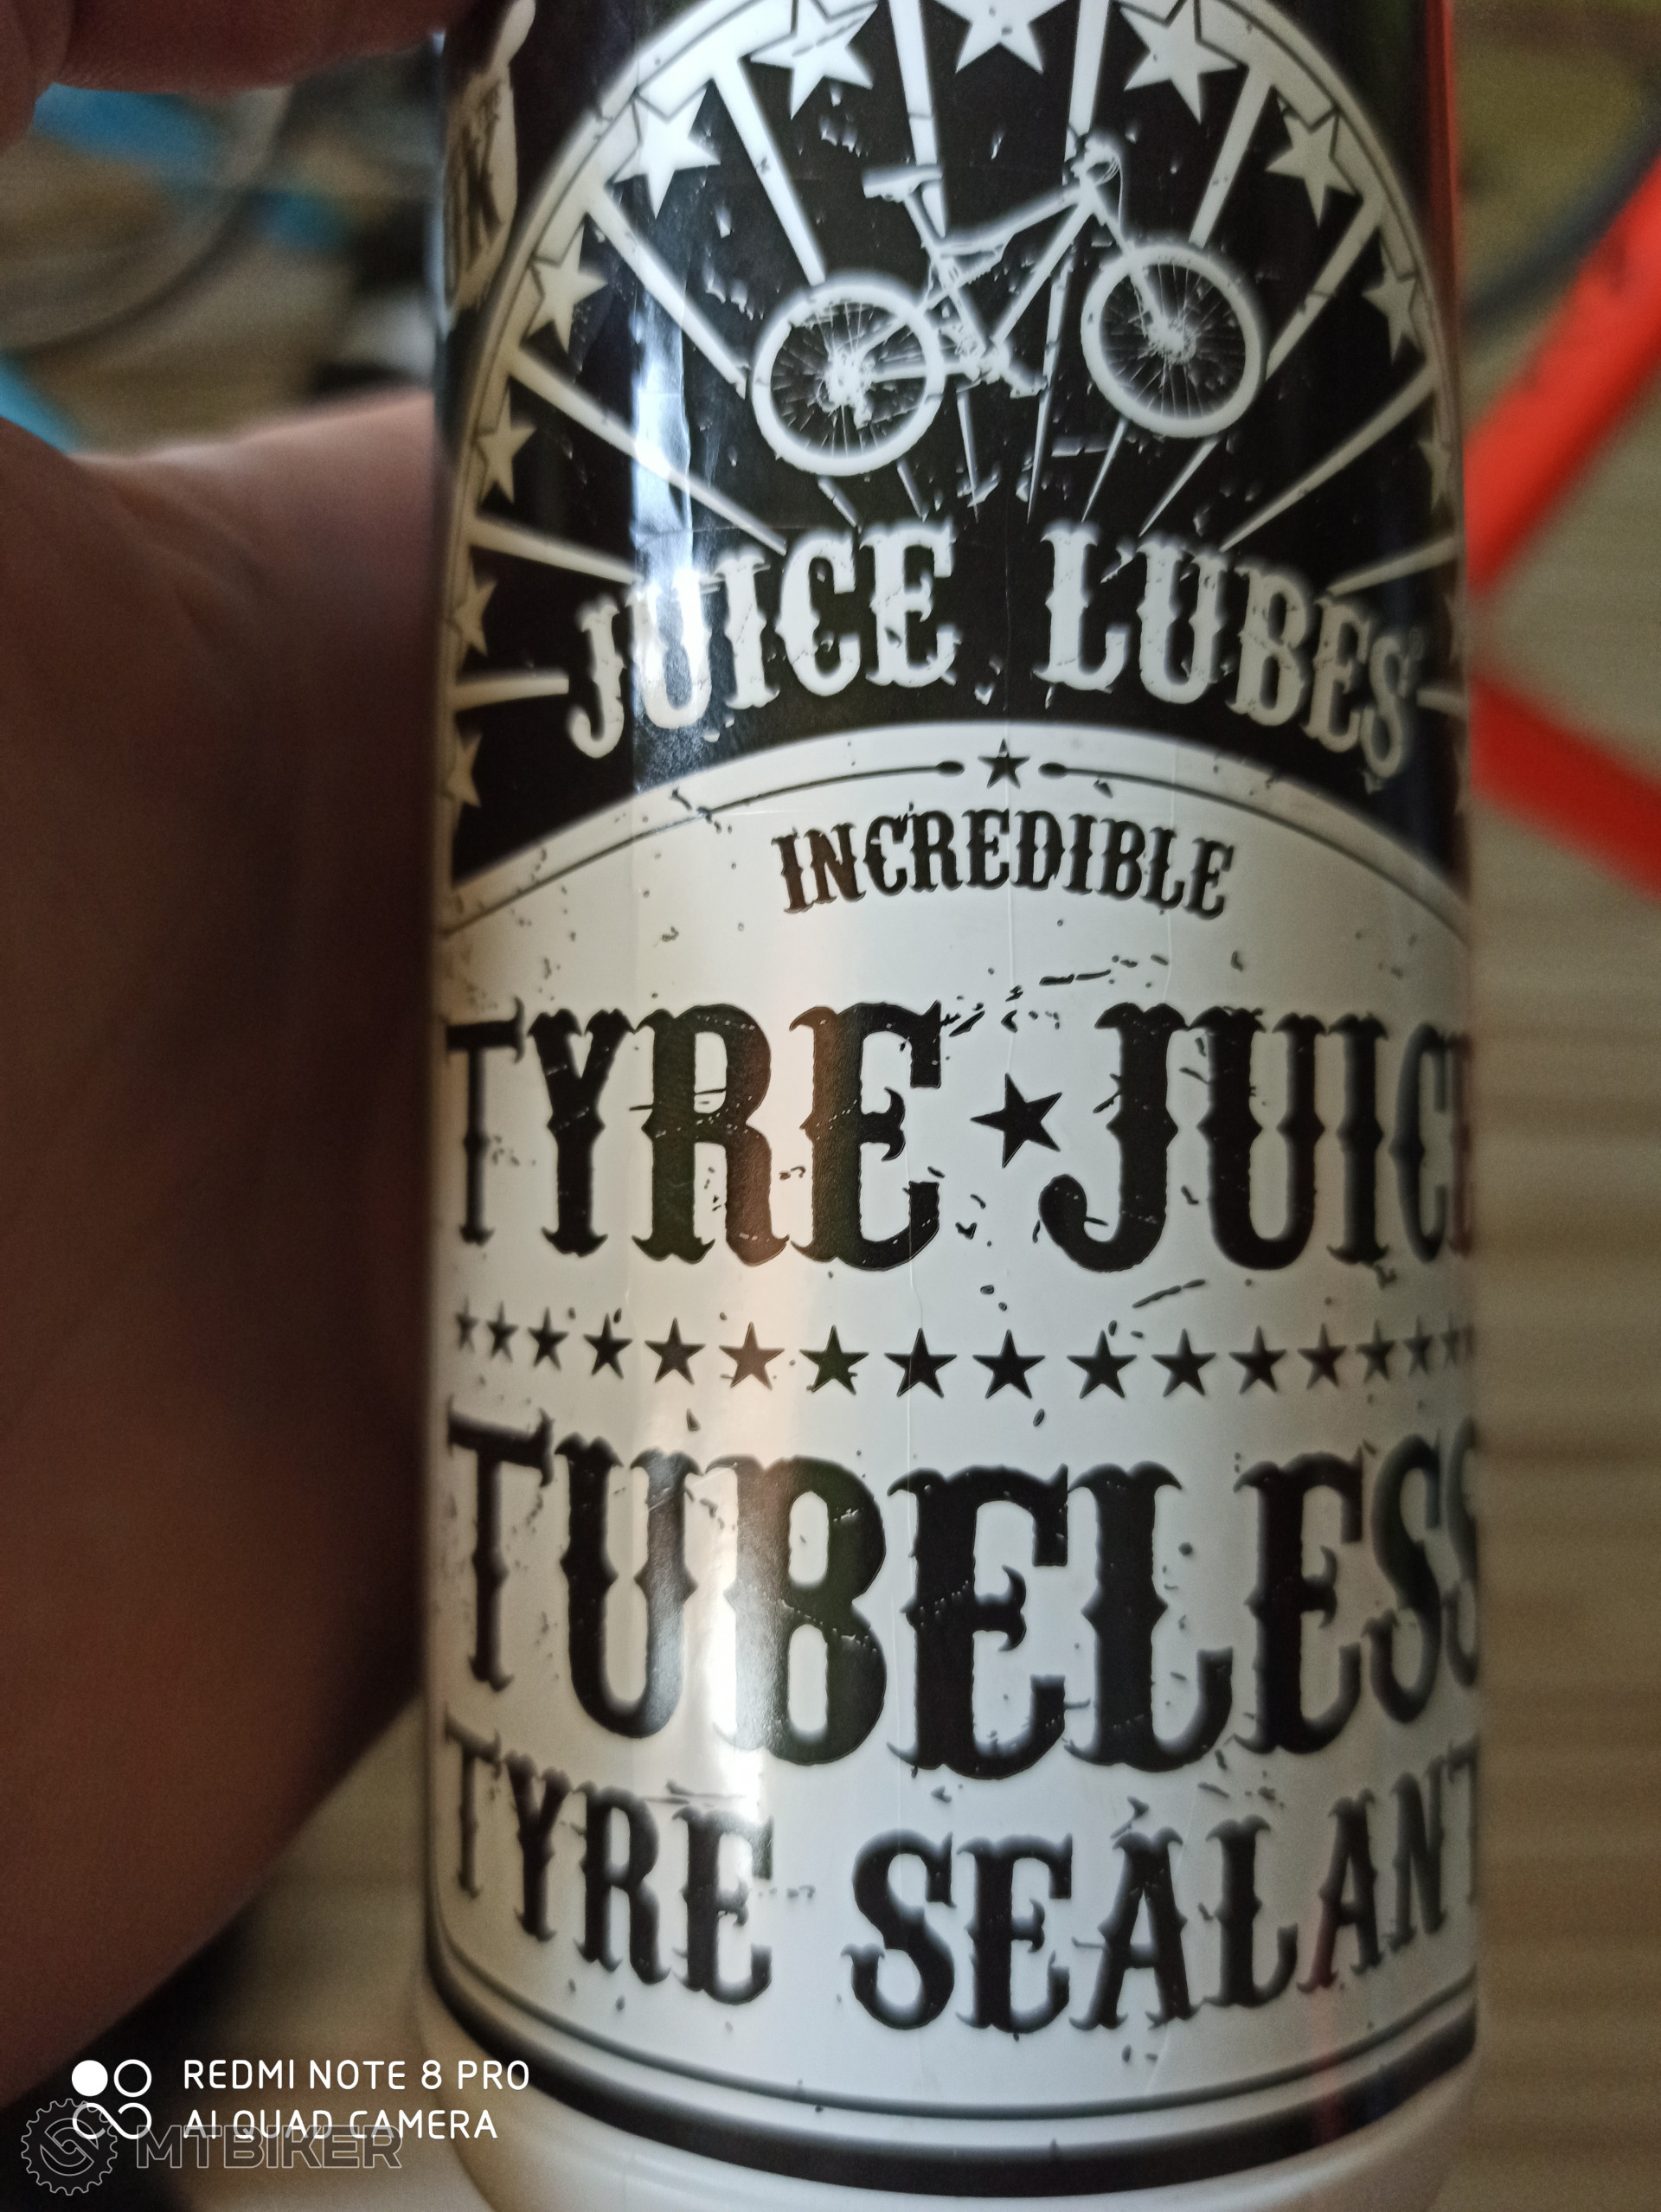 JUICE LUBES
INCREDIBLE
TYRE★JUICE
TUBELESS
TYRE SEALANT
REDMI NOTE 8 PRO
AI QUAD CAMERA
MTBIKER